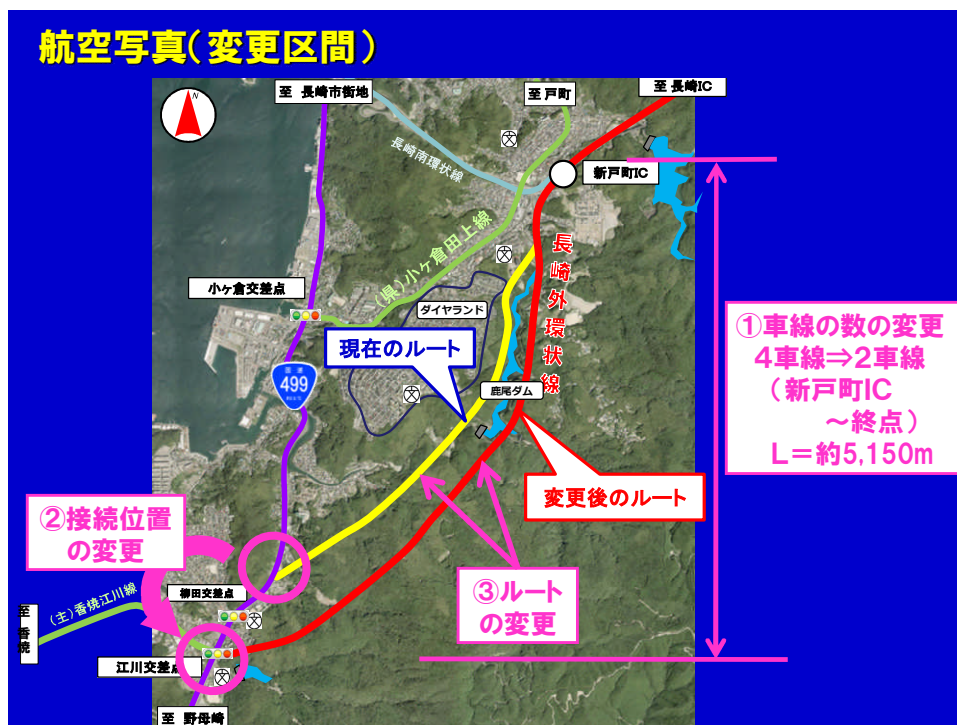 航空写真（変更区間）
至 長崎市街地
至 戸町
至 長崎IC
N
長崎南環状線
新戸町IC
（県）小ヶ倉田上線
長崎外環状線
小ヶ倉交差点
ダイヤランド
現在のルート
①車線の数の変更
4車線⇒2車線
（新戸町IC
～終点）
L＝約5,150m
国道
499
鹿尾ダム
変更後のルート
②接続位置
の変更
③ルート
の変更
柳田交差点
（主）香焼江川線
至 香焼
江川交差点
至 野母崎
文
文
文
文
文